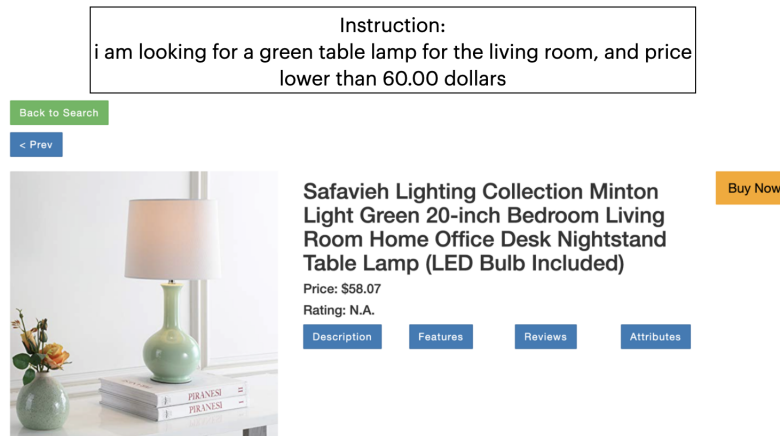 Instruction:
i am looking for a green table lamp for the living room, and price
lower than 60.00 dollars
Back to Search
< Prev
Safavieh Lighting Collection Minton
Light Green 20-inch Bedroom Living
Room Home Office Desk Nightstand
Table Lamp (LED Bulb Included)
Buy Now
Price: $58.07
Rating: N.A.
Description
Features
Reviews
Attributes
PIRANESI
PIRANESI